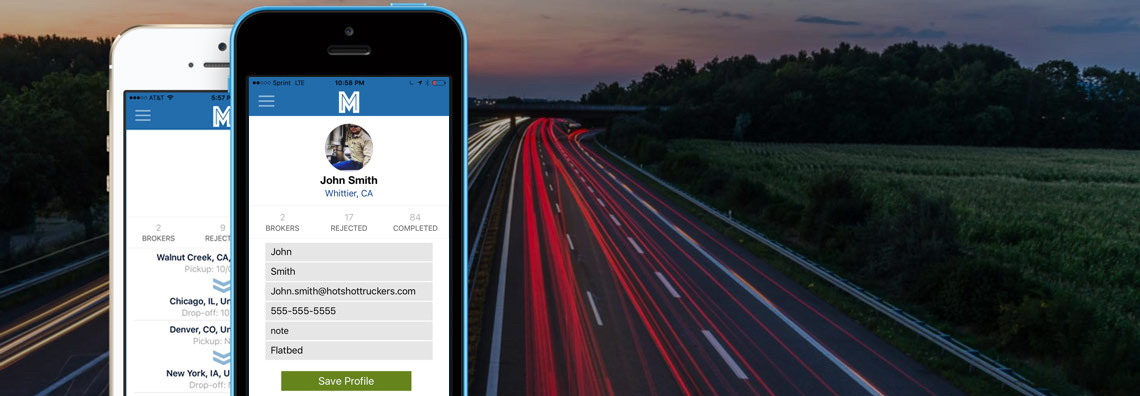 AT&T
5:57 P
2
BROKERS
9
REJECT
Walnut Creek, CA,
Pickup: 10/
Chicago, IL, Un
Drop-off: 10
Denver, CO, Un
Pickup: N
New York, IA, U
Drop-off: N
Sprint LTE
10:56 PM
M
John Smith
Whittier, CA
2
BROKERS
17
REJECTED
84
COMPLETED
John
Smith
John.smith@hotshottruckers.com
555-555-5555
note
Flatbed
Save Profile